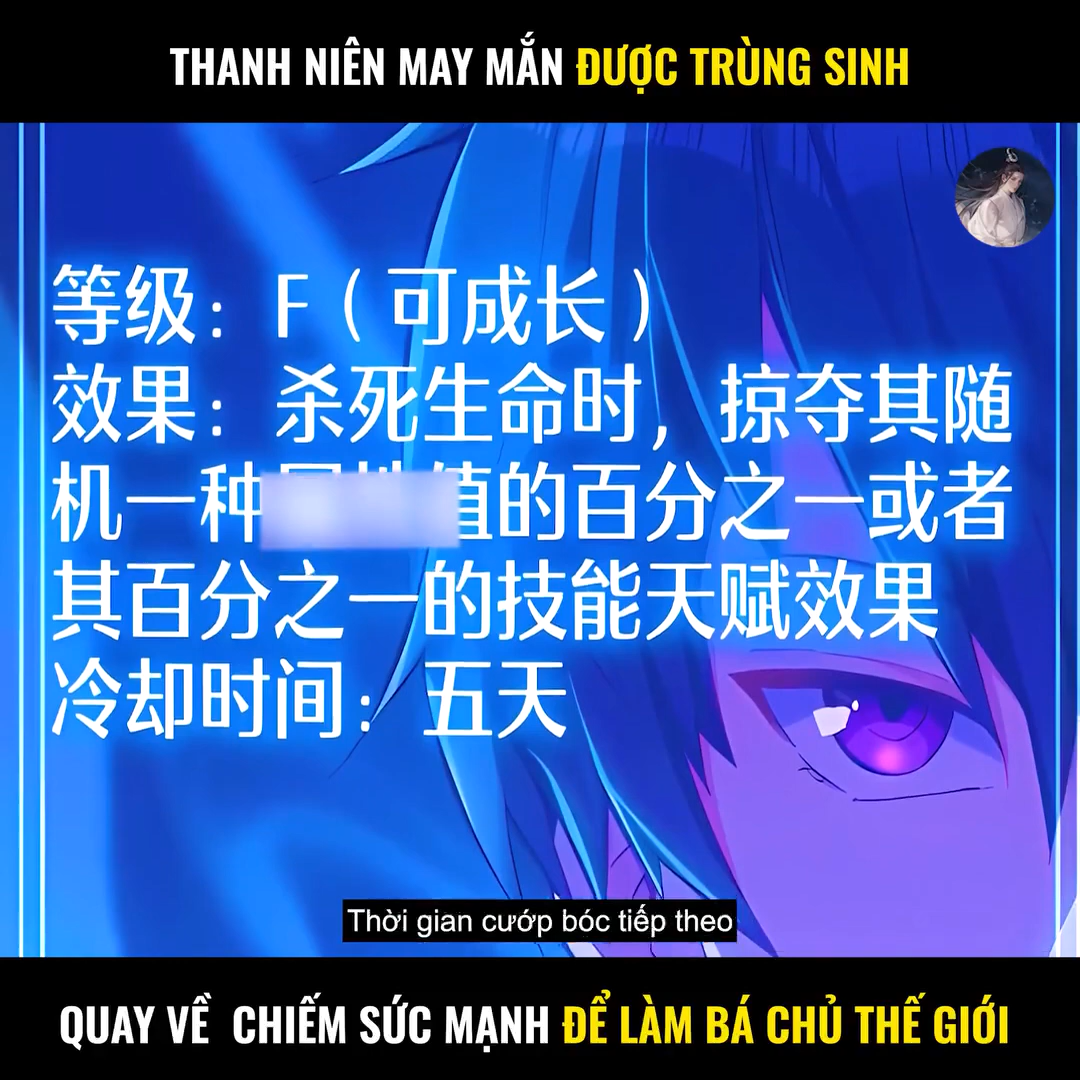 THANH NIÊN MAY MẮN ĐƯỢC TRÙNG SINH
等级：F（可成长）
效果：杀死生命时，掠夺其随
机一种值的百分之一或者
其百分之一的技能天赋效果
冷却时间：五天
Thời gian cướp bóc tiếp theo
QUAY VỀ CHIẾM SỨC MẠNH ĐỂ LÀM BÁ CHỦ THẾ GIỚI